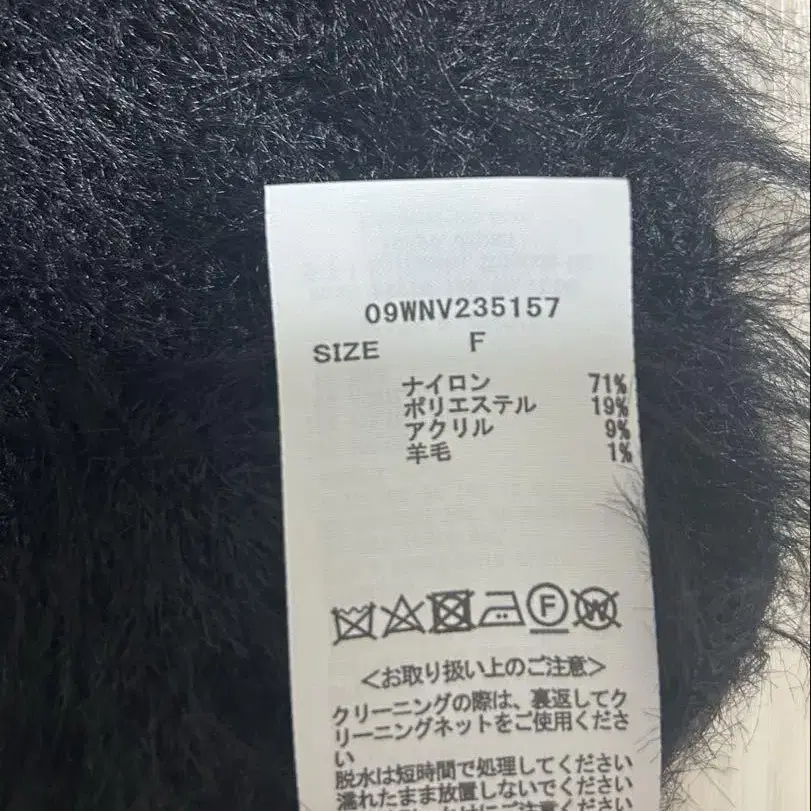 09WNV235157
SIZE F
ナイロン 71%
ポリエステル 19%
アクリル 9%
羊毛 1%
F W
<お取り扱い上のご注意>
クリーニングの際は、裏返してク
リーニングネットをご使用くださ
い
脱水は短時間で処理してください
濡れたまま放置しないでください